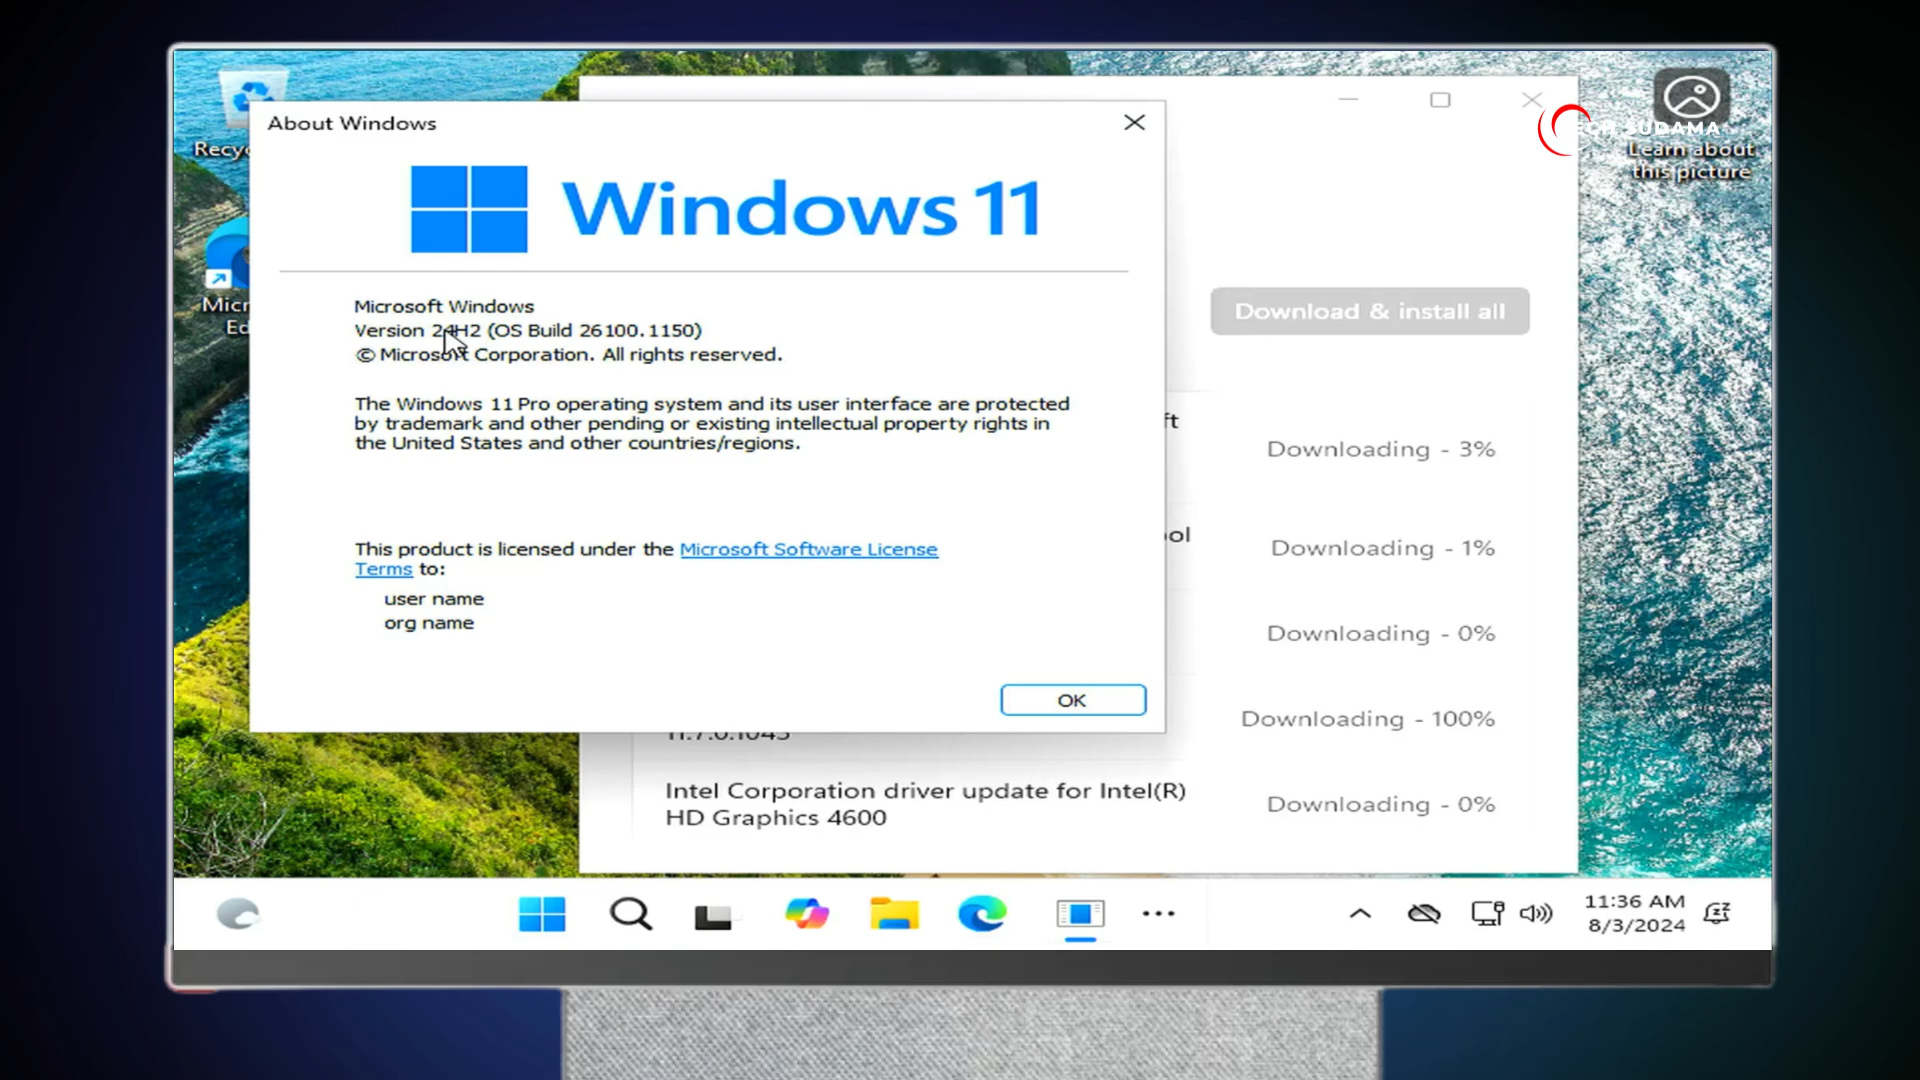 About Windows
Windows 11
Microsoft Windows
Version 24H2 (OS Build 26100.1150)
© Microsoft Corporation. All rights reserved.
The Windows 11 Pro operating system and its user interface are protected
by trademark and other pending or existing intellectual property rights in
the United States and other countries/regions.
This product is licensed under the Microsoft Software License
Terms to:
user name
org name
OK
SUDAMA
Learn about
this picture
Download & install all
Downloading - 3%
Downloading - 1%
Downloading - 0%
Downloading - 100%
Intel Corporation driver update for Intel(R)
HD Graphics 4600
Downloading - 0%
11:36 AM
8/3/2024